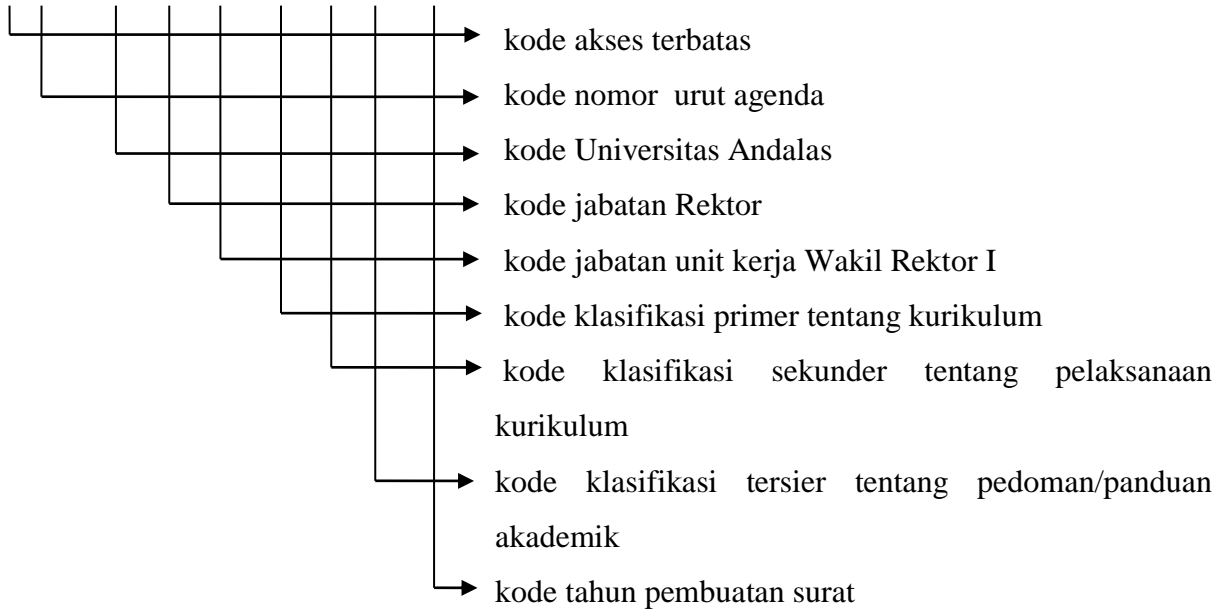 kode akses terbatas
kode nomor urut agenda
kode Universitas Andalas
kode jabatan Rektor
kode jabatan unit kerja Wakil Rektor I
kode klasifikasi primer tentang kurikulum
kode klasifikasi sekunder tentang pelaksanaan
kurikulum
kode klasifikasi tersier tentang pedoman/panduan
akademik
kode tahun pembuatan surat